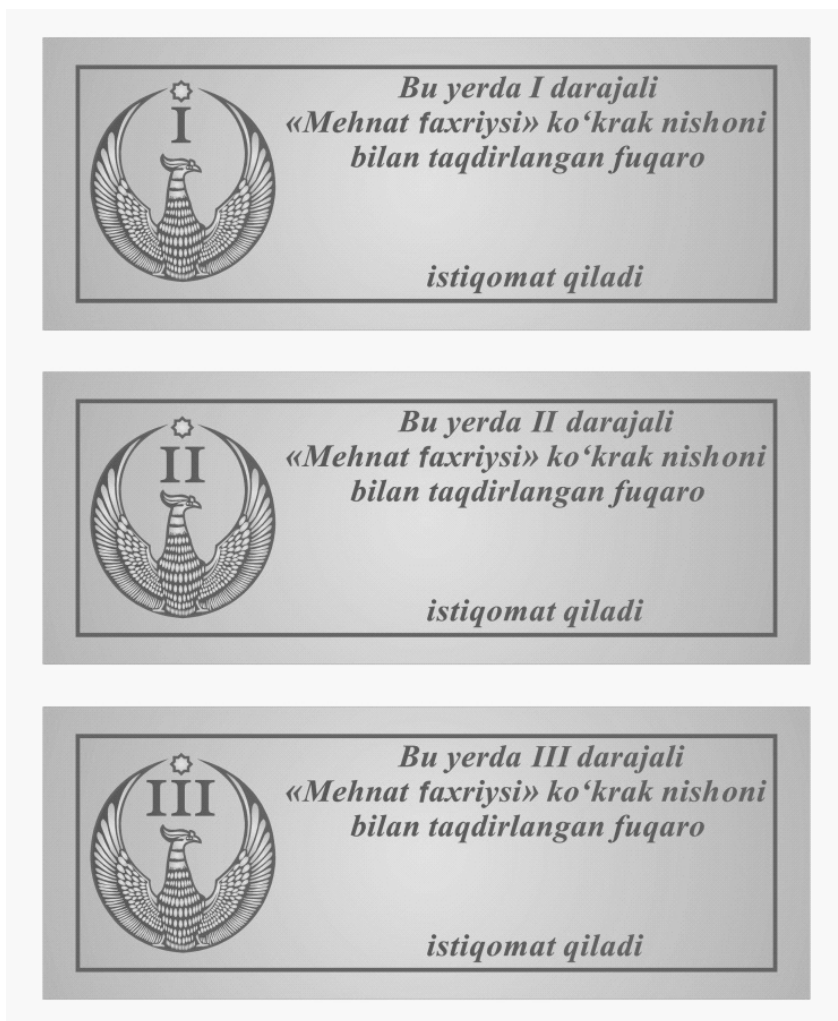 I
Bu yerda I darajali
«Mehnat faxriysi» ko‘krak nishoni
bilan taqdirlangan fuqaro
istiqomat qiladi
II
Bu yerda II darajali
«Mehnat faxriysi» ko‘krak nishoni
bilan taqdirlangan fuqaro
istiqomat qiladi
III
Bu yerda III darajali
«Mehnat faxriysi» ko‘krak nishoni
bilan taqdirlangan fuqaro
istiqomat qiladi